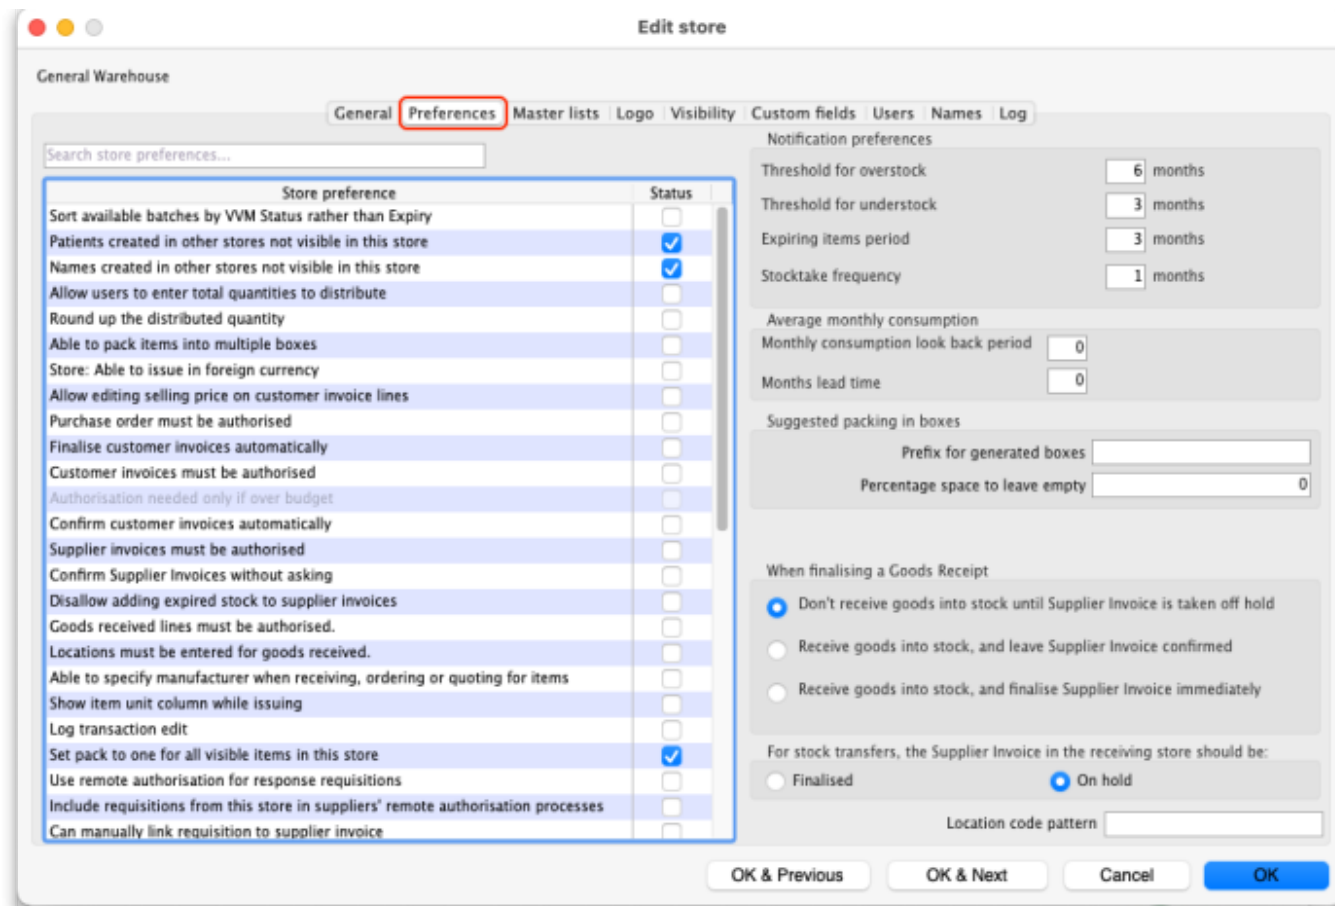 Edit store
General Warehouse
General Preferences Master lists Logo Visibility Custom fields Users Names Log
Search store preferences...
Store preference Status
Sort available batches by VVM Status rather than Expiry
Patients created in other stores not visible in this store
Names created in other stores not visible in this store
Allow users to enter total quantities to distribute
Round up the distributed quantity
Able to pack items into multiple boxes
Store: Able to issue in foreign currency
Allow editing selling price on customer invoice lines
Purchase order must be authorised
Finalise customer invoices automatically
Customer invoices must be authorised
Authorisation needed only if over budget
Confirm customer invoices automatically
Supplier invoices must be authorised
Confirm Supplier Invoices without asking
Disallow adding expired stock to supplier invoices
Goods received lines must be authorised.
Locations must be entered for goods received.
Able to specify manufacturer when receiving, ordering or quoting for items
Show item unit column while issuing
Log transaction edit
Set pack to one for all visible items in this store
Use remote authorisation for response requisitions
Include requisitions from this store in suppliers' remote authorisation processes
Can manually link requisition to supplier invoice
Notification preferences
Threshold for overstock 6 months
Threshold for understock 3 months
Expiring items period 3 months
Stocktake frequency 1 months
Average monthly consumption
Monthly consumption look back period 0
Months lead time 0
Suggested packing in boxes
Prefix for generated boxes
Percentage space to leave empty 0
When finalising a Goods Receipt
Don't receive goods into stock until Supplier Invoice is taken off hold
Receive goods into stock, and leave Supplier Invoice confirmed
Receive goods into stock, and finalise Supplier Invoice immediately
For stock transfers, the Supplier Invoice in the receiving store should be:
Finalised On hold
Location code pattern
OK & Previous OK & Next Cancel OK